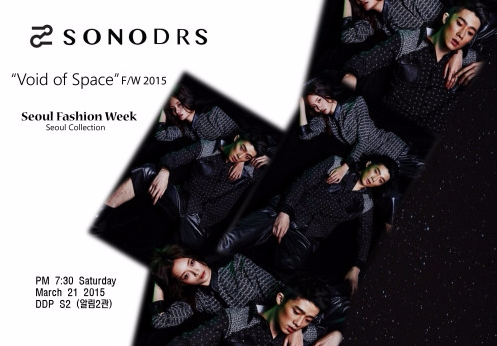 SONODRS
“Void of Space” F/W 2015
Seoul Fashion Week
Seoul Collection
PM 7:30 Saturday
March 21 2015
DDP S2 (알림2관)